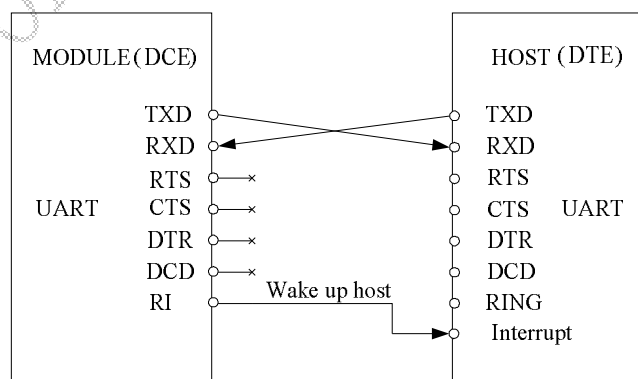 MODULE (DCE)
HOST (DTE)
TXD
RXD
RTS
CTS
DTR
DCD
RI
UART
Wake up host
TXD
RXD
RTS
CTS
DTR
DCD
RING
Interrupt
UART